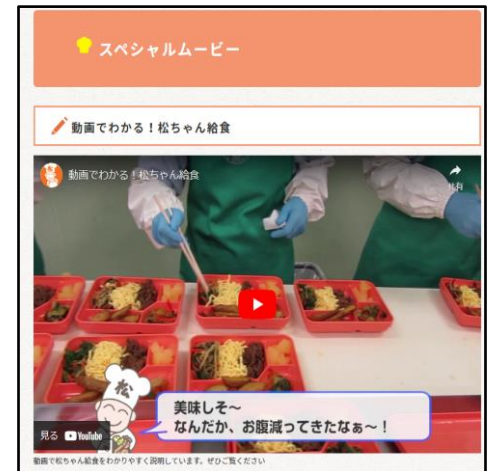 スペシャルムービー
動画でわかる！松ちゃん給食
動画でわかる！松ちゃん給食
共有
松
美味しそ～
なんだか、お腹減ってきたなぁ～！
見る YouTube
動画で松ちゃん給食をわかりやすく説明しています。ぜひご覧ください